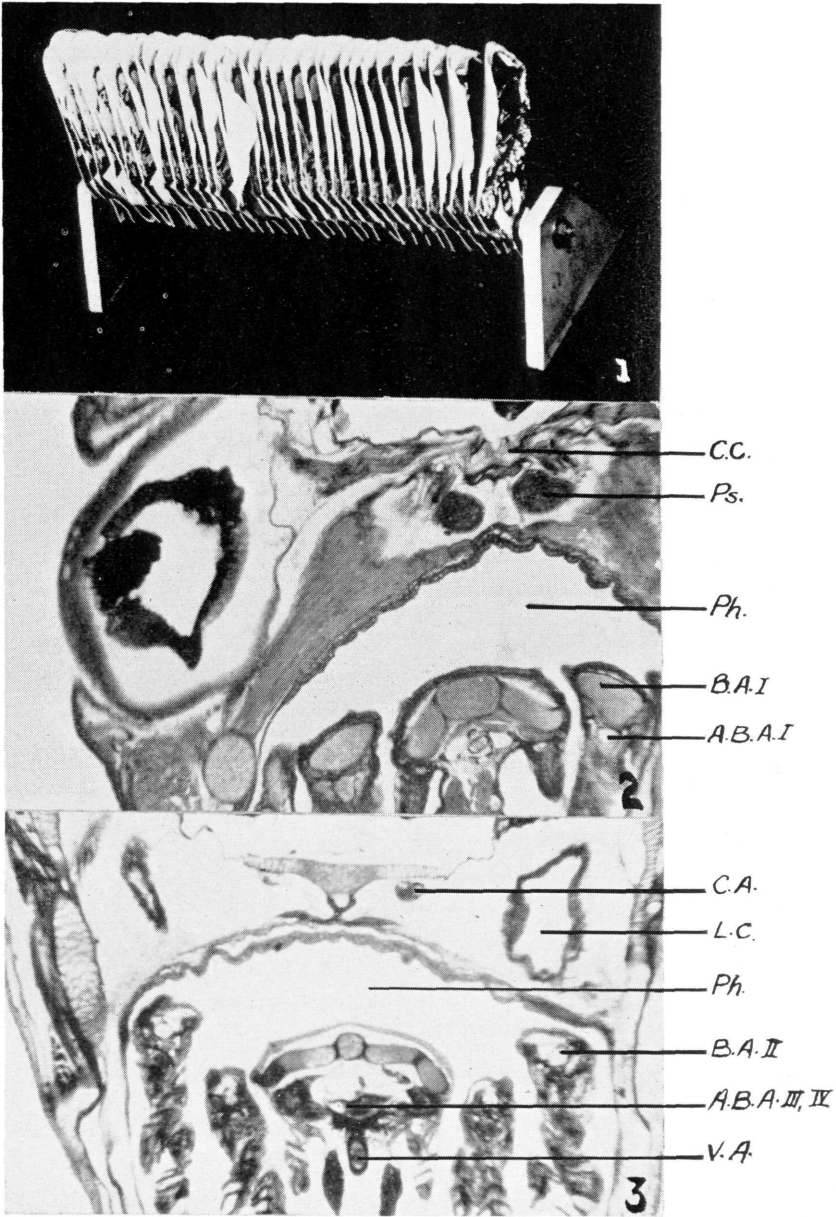 1
C.C.
Ps.
Ph.
B.A.I
A.B.A.I
2
C.A.
L.C.
Ph.
B.A.II
A.B.A.III, IV
V.A.
3